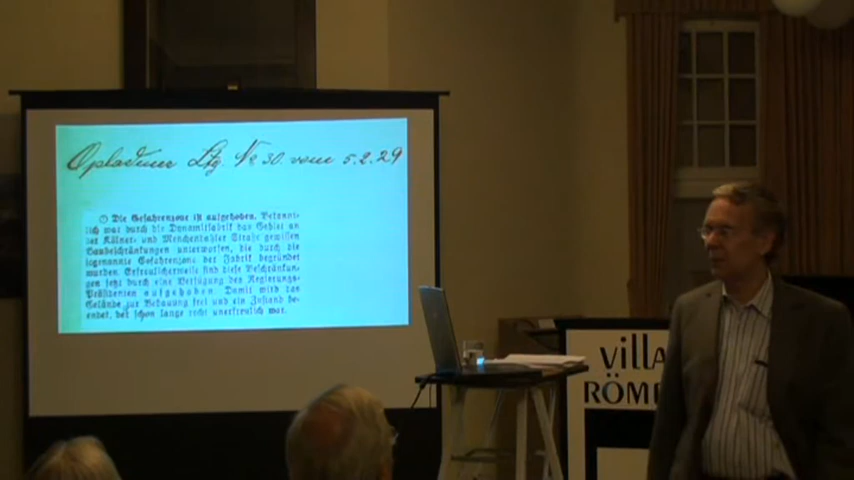 Opladener Ztg. № 30. vom 5.2.29
Die Gefahrenzone ist aufgehoben. Bekannt-
lich war durch die Dynamitfabrik das Gebiet an
der Kölner- und Menchentahler Straße gewissen
Baubeschränkungen unterworfen, die durch die
sogenannte Gefahrenzone der Fabrik begründet
wurden. Erfreulicherweise sind diese Beschränkun-
gen jetzt durch eine Verfügung des Regierungs-
Präsidenten aufgehoben. Damit wird das
Gelände zur Bebauung frei und ein Zustand be-
endet, der schon lange recht unerfreulich war.
VILLA
RÖME